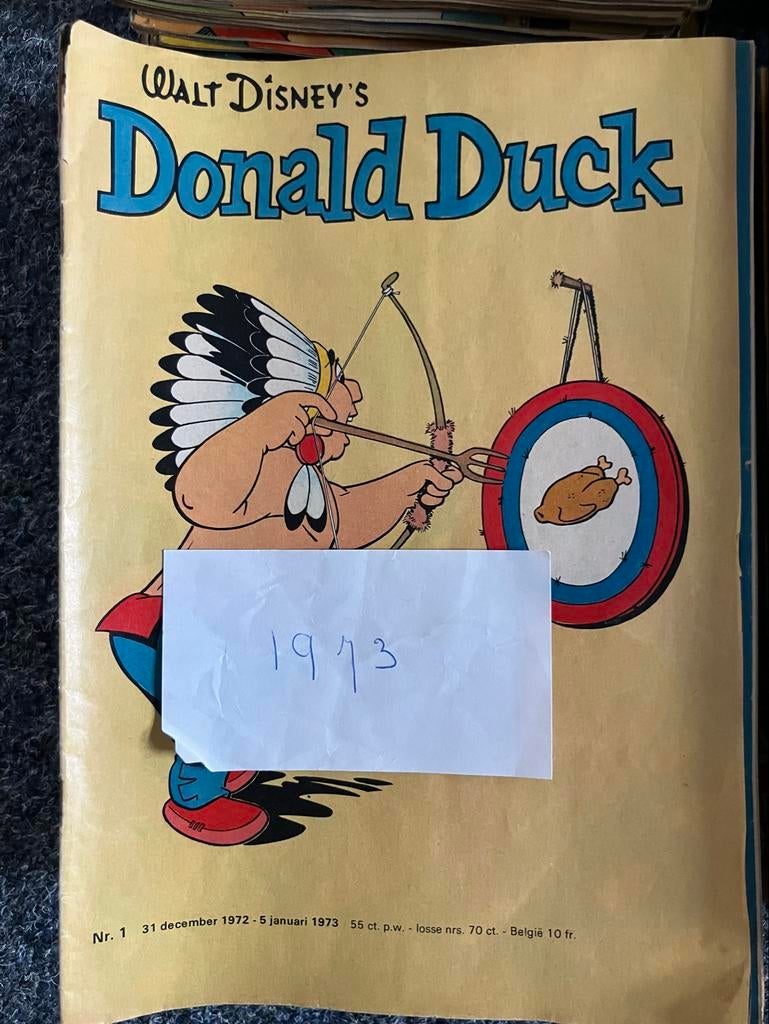 WALT DISNEY'S
Donald Duck
1973
Nr. 1 31 december 1972 - 5 januari 1973 55 ct. p.w. - losse nrs. 70 ct. - België 10 fr.